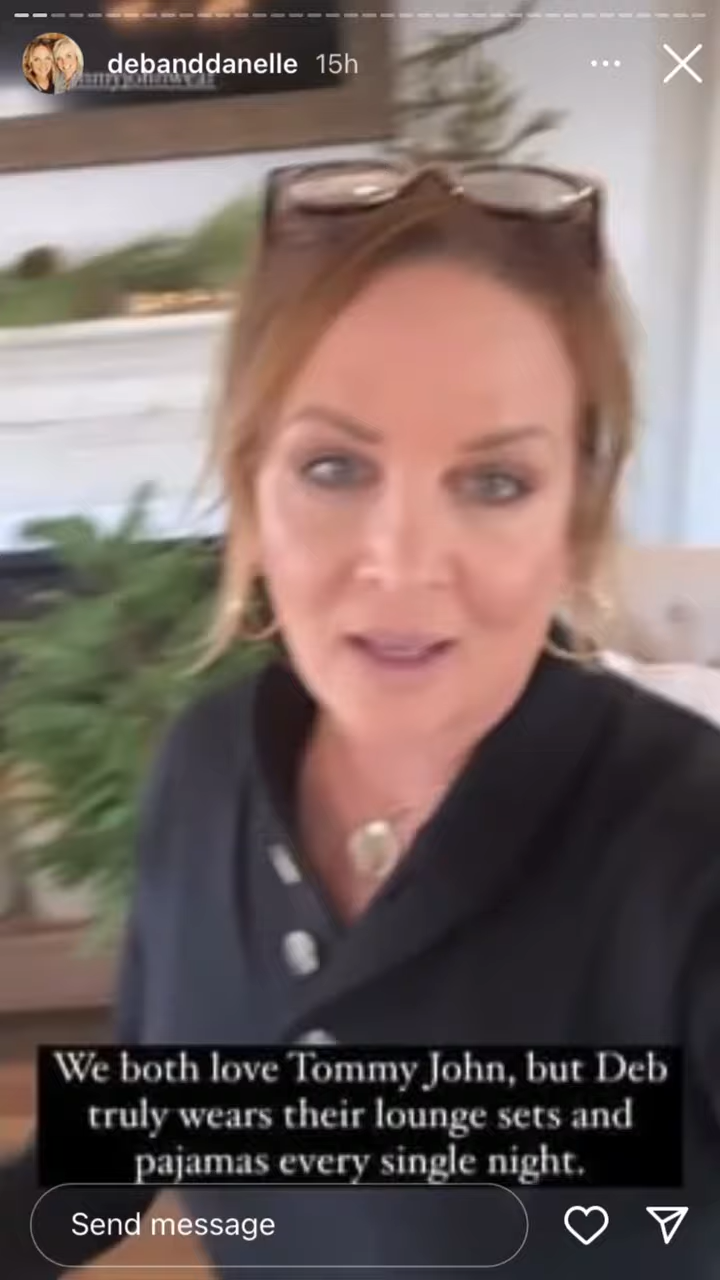 debanddanelle 15h
We both love Tommy John, but Deb
truly wears their lounge sets and
pajamas every single night.
Send message